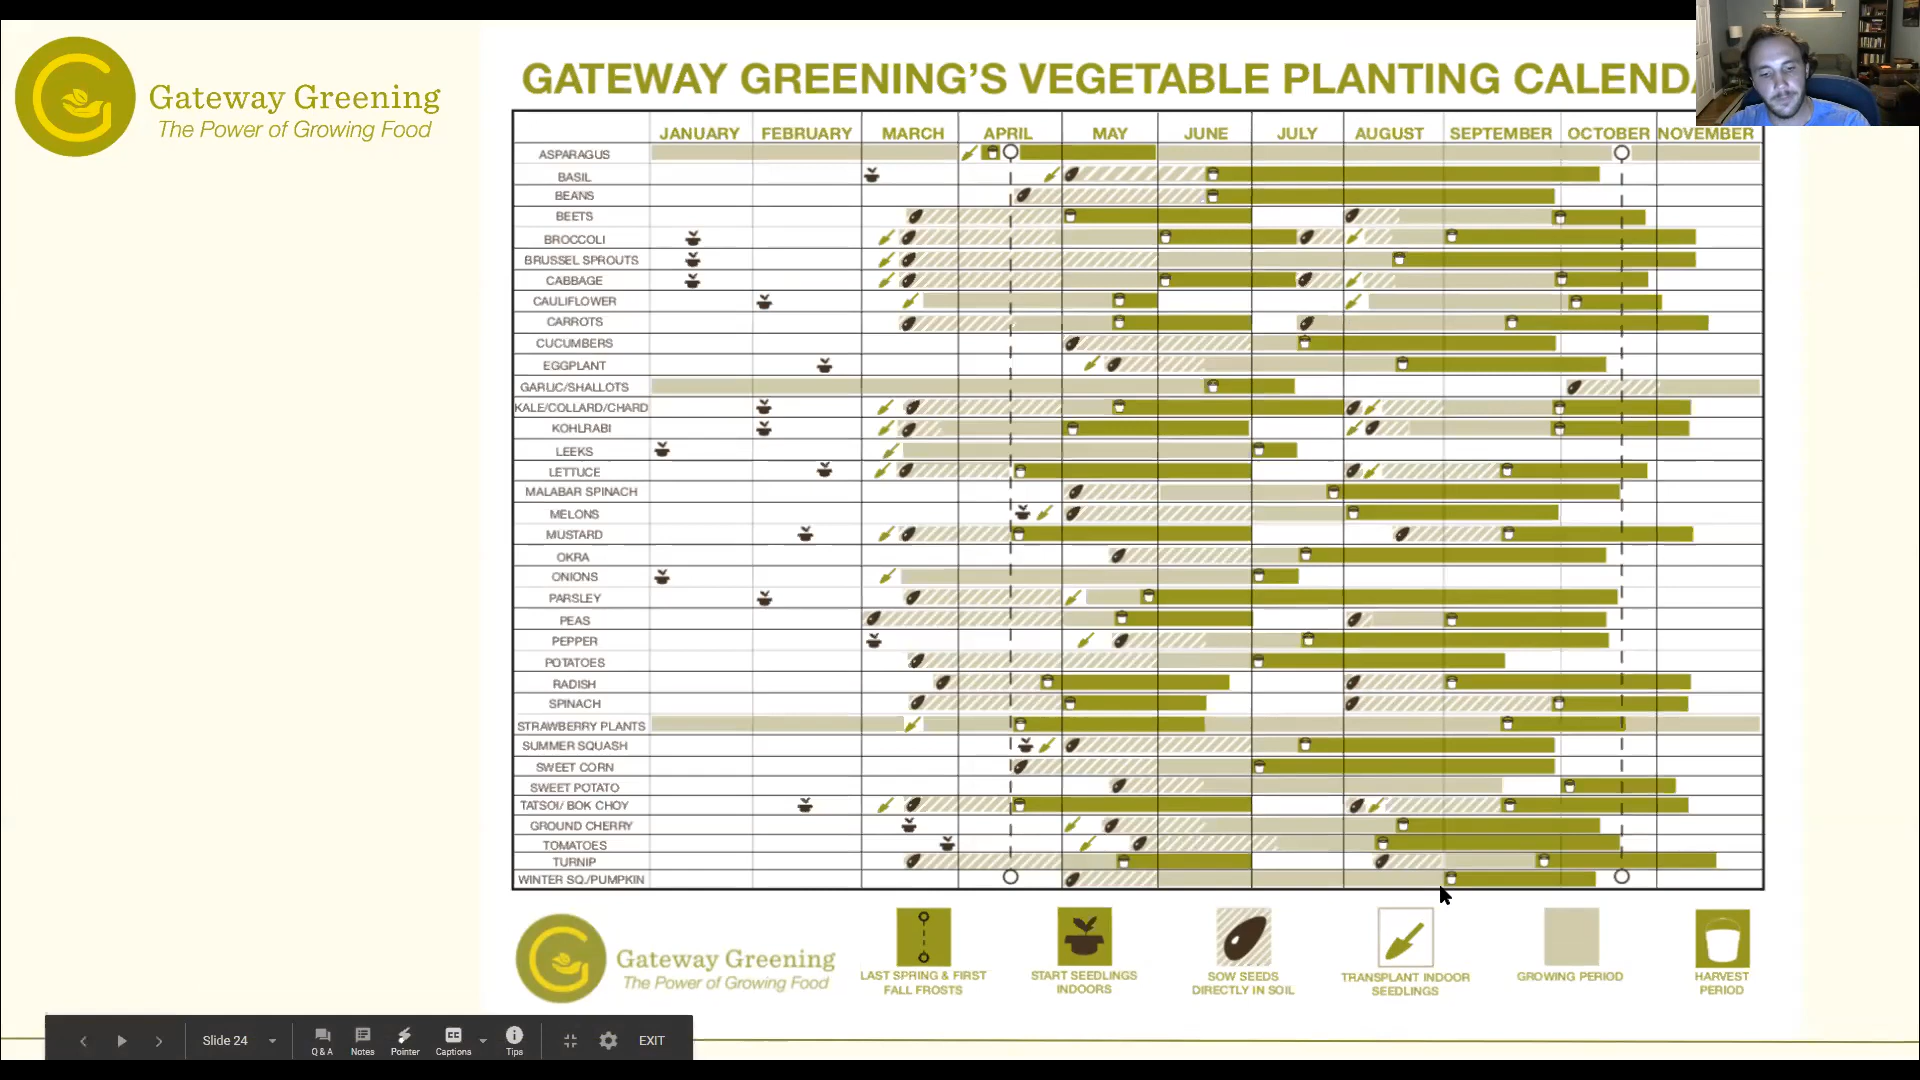 Gateway Greening
The Power of Growing Food
GATEWAY GREENING'S VEGETABLE PLANTING CALENDA
JANUARY FEBRUARY MARCH APRIL MAY JUNE JULY AUGUST SEPTEMBER OCTOBER NOVEMBER
ASPARAGUS
BASIL
BEANS
BEETS
BROCCOLI
BRUSSEL SPROUTS
CABBAGE
CAULIFLOWER
CARROTS
CUCUMBERS
EGGPLANT
GARLIC/SHALLOTS
KALE/COLLARD/CHARD
KOHLRABI
LEEKS
LETTUCE
MALABAR SPINACH
MELONS
MUSTARD
OKRA
ONIONS
PARSLEY
PEAS
PEPPER
POTATOES
RADISH
SPINACH
STRAWBERRY PLANTS
SUMMER SQUASH
SWEET CORN
SWEET POTATO
TATSOI/ BOK CHOY
GROUND CHERRY
TOMATOES
TURNIP
WINTER SQ./PUMPKIN
Gateway Greening
The Power of Growing Food
LAST SPRING & FIRST
FALL FROSTS
START SEEDLINGS
INDOORS
SOW SEEDS
DIRECTLY IN SOIL
TRANSPLANT INDOOR
SEEDLINGS
GROWING PERIOD
HARVEST
PERIOD
Slide 24
Q & A
Notes
Pointer
CC
Captions
Tips
EXIT